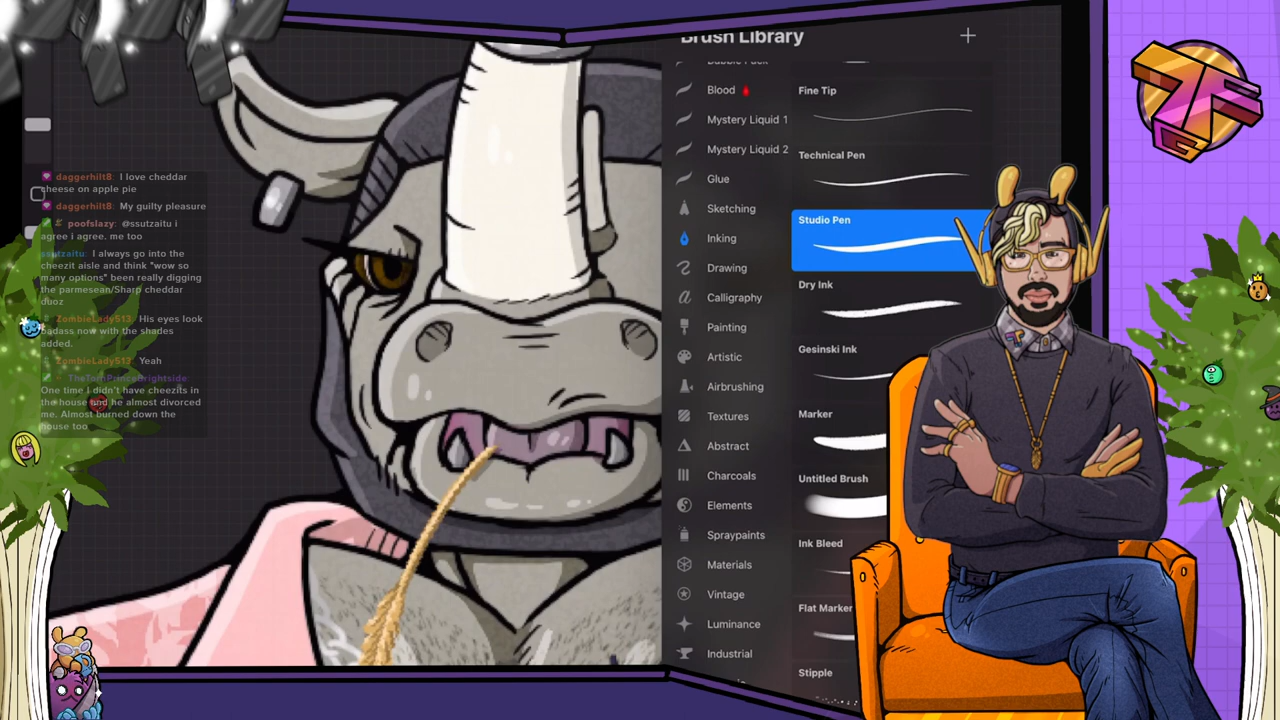 daggerhilt8: I love cheddar
cheese on apple pie
daggerhilt8: My guilty pleasure
poofslazy: @ssutzaitu i
agree i agree. me too
ssutzaitu: I always go into the
cheezit aisle and think "wow so
many options" been really digging
the parmesean/Sharp cheddar
duoz
ZombieLady513: His eyes look
badass now with the shades
added.
ZombieLady513: Yeah
TheTornPrinceBrightside:
One time I didn't have cheezits in
the house and he almost divorced
me. Almost burned down the
house too
Brush Library
Blood
Mystery Liquid 1
Mystery Liquid 2
Glue
Sketching
Inking
Drawing
Calligraphy
Painting
Artistic
Airbrushing
Textures
Abstract
Charcoals
Elements
Spraypaints
Materials
Vintage
Luminance
Industrial
Fine Tip
Technical Pen
Studio Pen
Dry Ink
Gesinski Ink
Marker
Untitled Brush
Ink Bleed
Flat Marker
Stipple